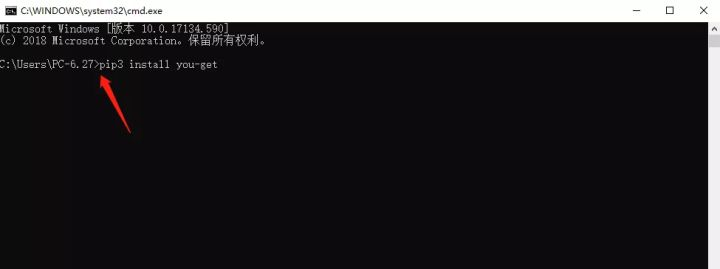 C:\WINDOWS\system32\cmd.exe
Microsoft Windows [版本 10.0.17134.590]
(c) 2018 Microsoft Corporation。保留所有权利。
C:\Users\PC-6.27>pip3 install you-get